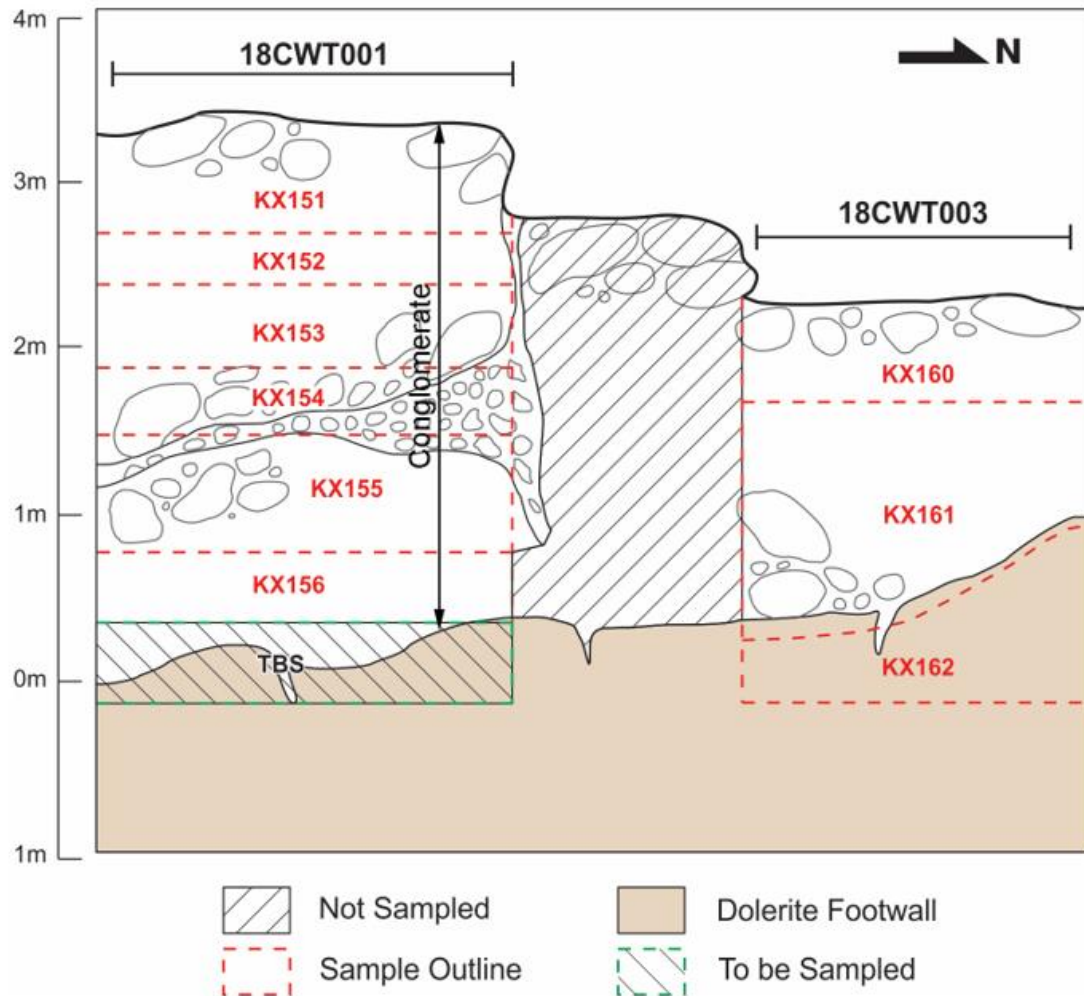 4m
18CWT001
N
3m
KX151
18CWT003
KX152
KX153
2m
KX160
KX154
Conglomerate
KX155
1m
KX161
KX156
TBS
0m
KX162
1m
Not Sampled
Dolerite Footwall
Sample Outline
To be Sampled